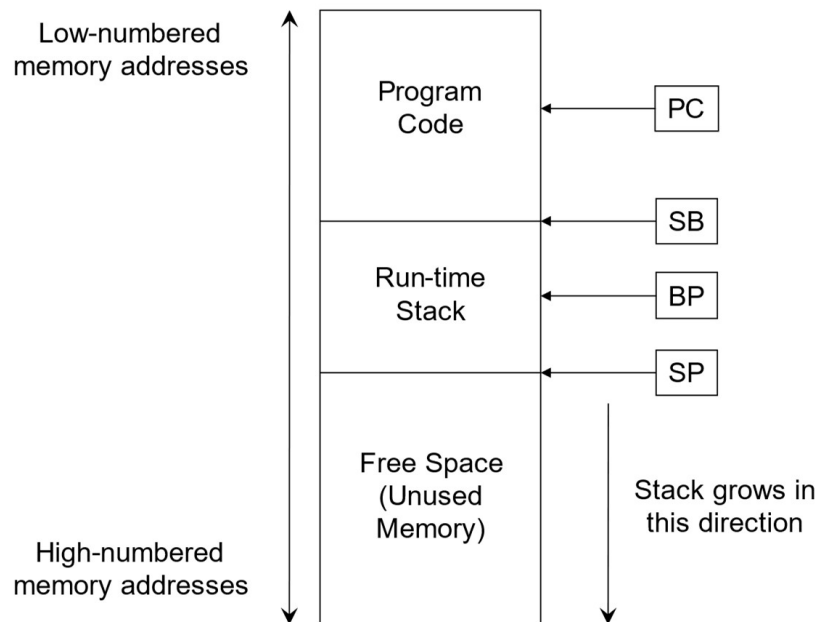 Low-numbered
memory addresses
Program
Code
PC
SB
Run-time
Stack
BP
SP
Free Space
(Unused
Memory)
Stack grows in
this direction
High-numbered
memory addresses